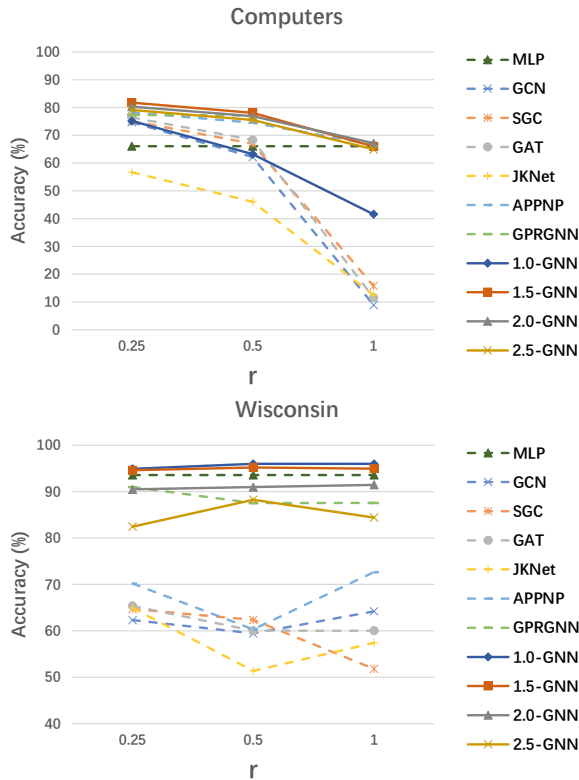 Computers
Accuracy (%)
100
90
80
70
60
50
40
30
20
10
0
0.25
0.5
1
r
MLP
GCN
SGC
GAT
JKNet
APPNP
GPRGNN
1.0-GNN
1.5-GNN
2.0-GNN
2.5-GNN
Wisconsin
Accuracy (%)
100
90
80
70
60
50
40
0.25
0.5
1
r
MLP
GCN
SGC
GAT
JKNet
APPNP
GPRGNN
1.0-GNN
1.5-GNN
2.0-GNN
2.5-GNN